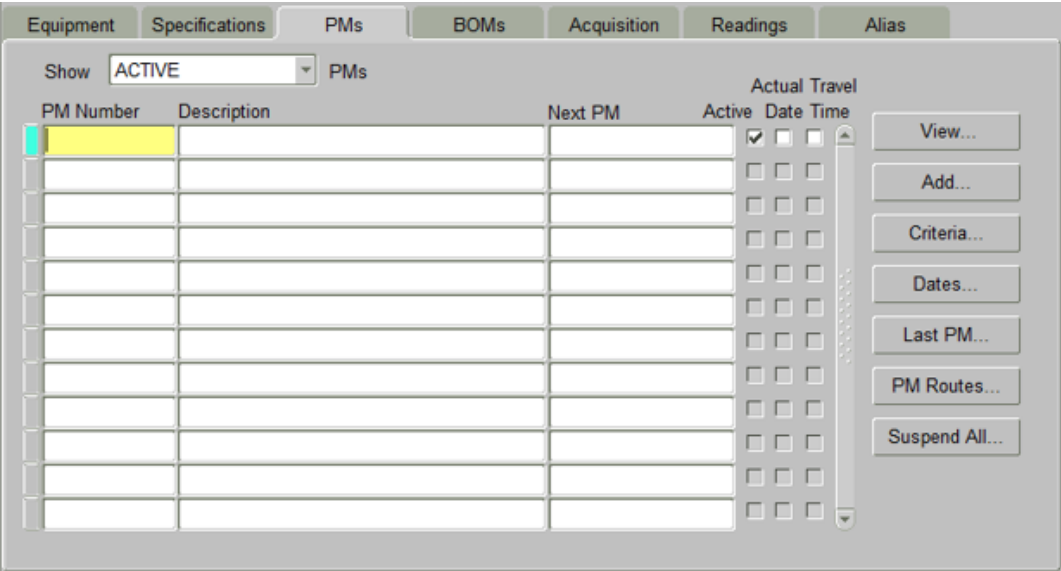 Equipment Specifications PMs BOMs Acquisition Readings Alias
Show ACTIVE PMs
Actual Travel
PM Number Description Next PM Active Date Time
View...
Add...
Criteria...
Dates...
Last PM...
PM Routes...
Suspend All...